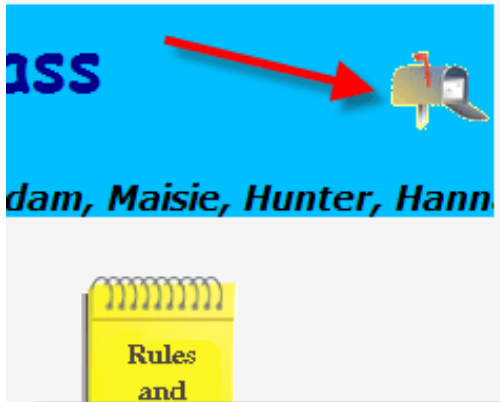 ass
dam, Maisie, Hunter, Hann
Rules
and